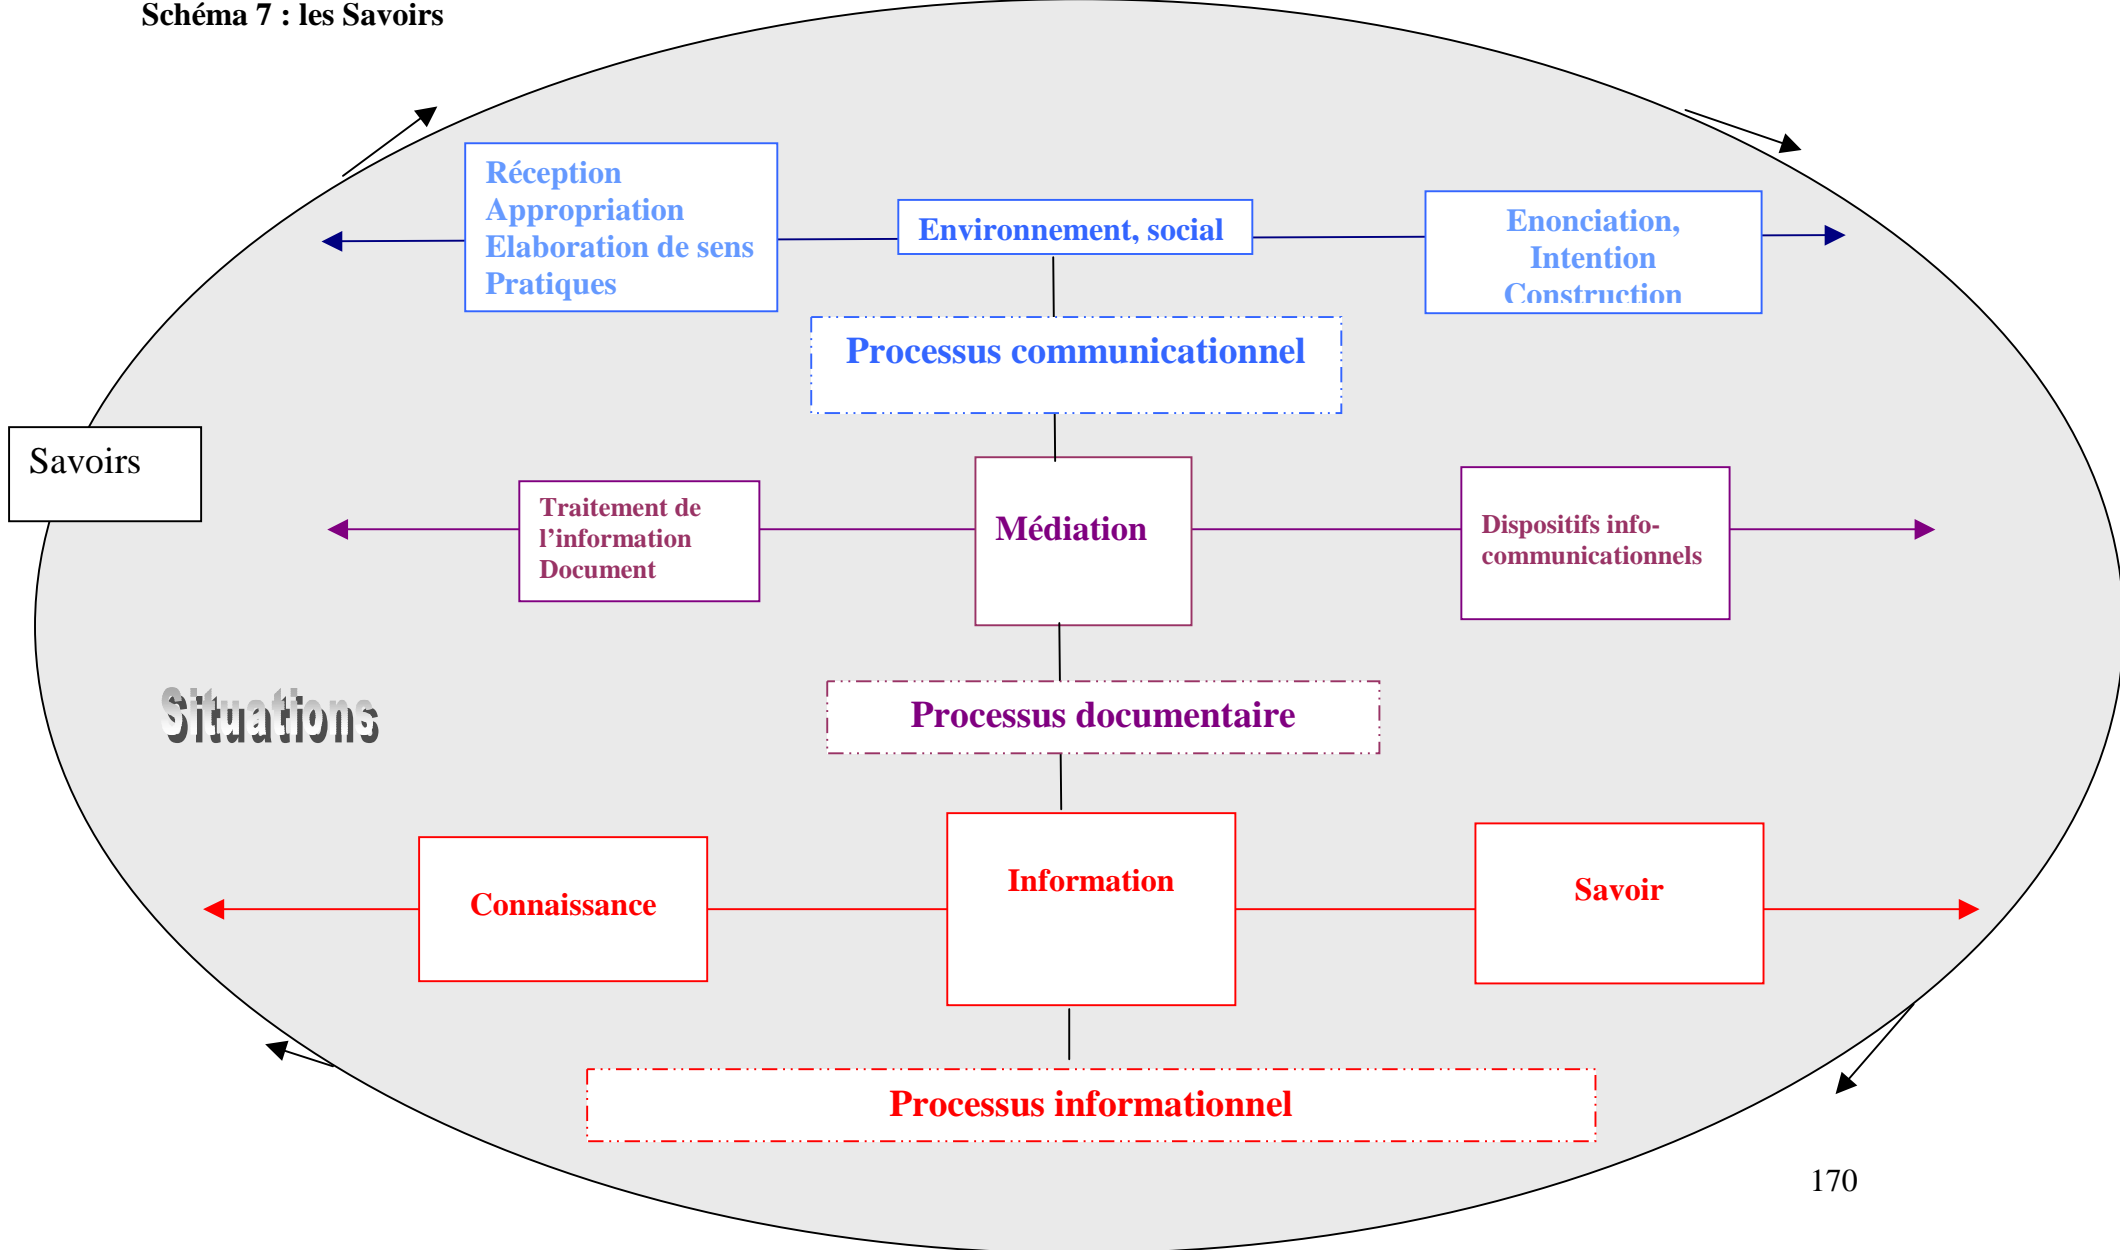 Schéma 7 : les Savoirs
Réception
Appropriation
Elaboration de sens
Pratiques
Environnement, social
Enonciation,
Intention
Construction
Processus communicationnel
Savoirs
Traitement de
l’information
Document
Médiation
Dispositifs info-
communicationnels
Situations
Processus documentaire
Connaissance
Information
Savoir
Processus informationnel
170